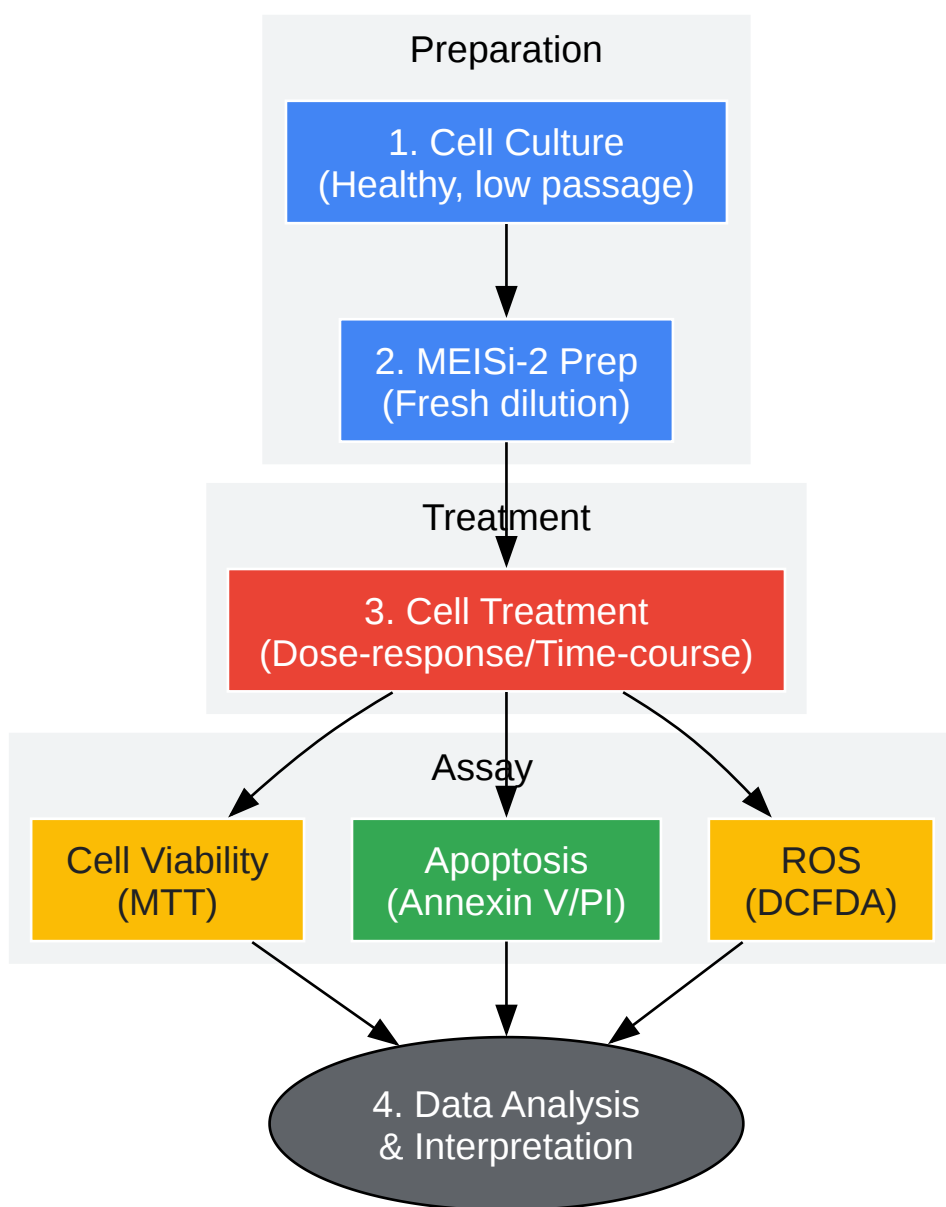 Preparation
1. Cell Culture
(Healthy, low passage)
2. MEISi-2 Prep
(Fresh dilution)
Treatment
3. Cell Treatment
(Dose-response/Time-course)
Assay
Cell Viability
(MTT)
Apoptosis
(Annexin V/PI)
ROS
(DCFDA)
4. Data Analysis
& Interpretation